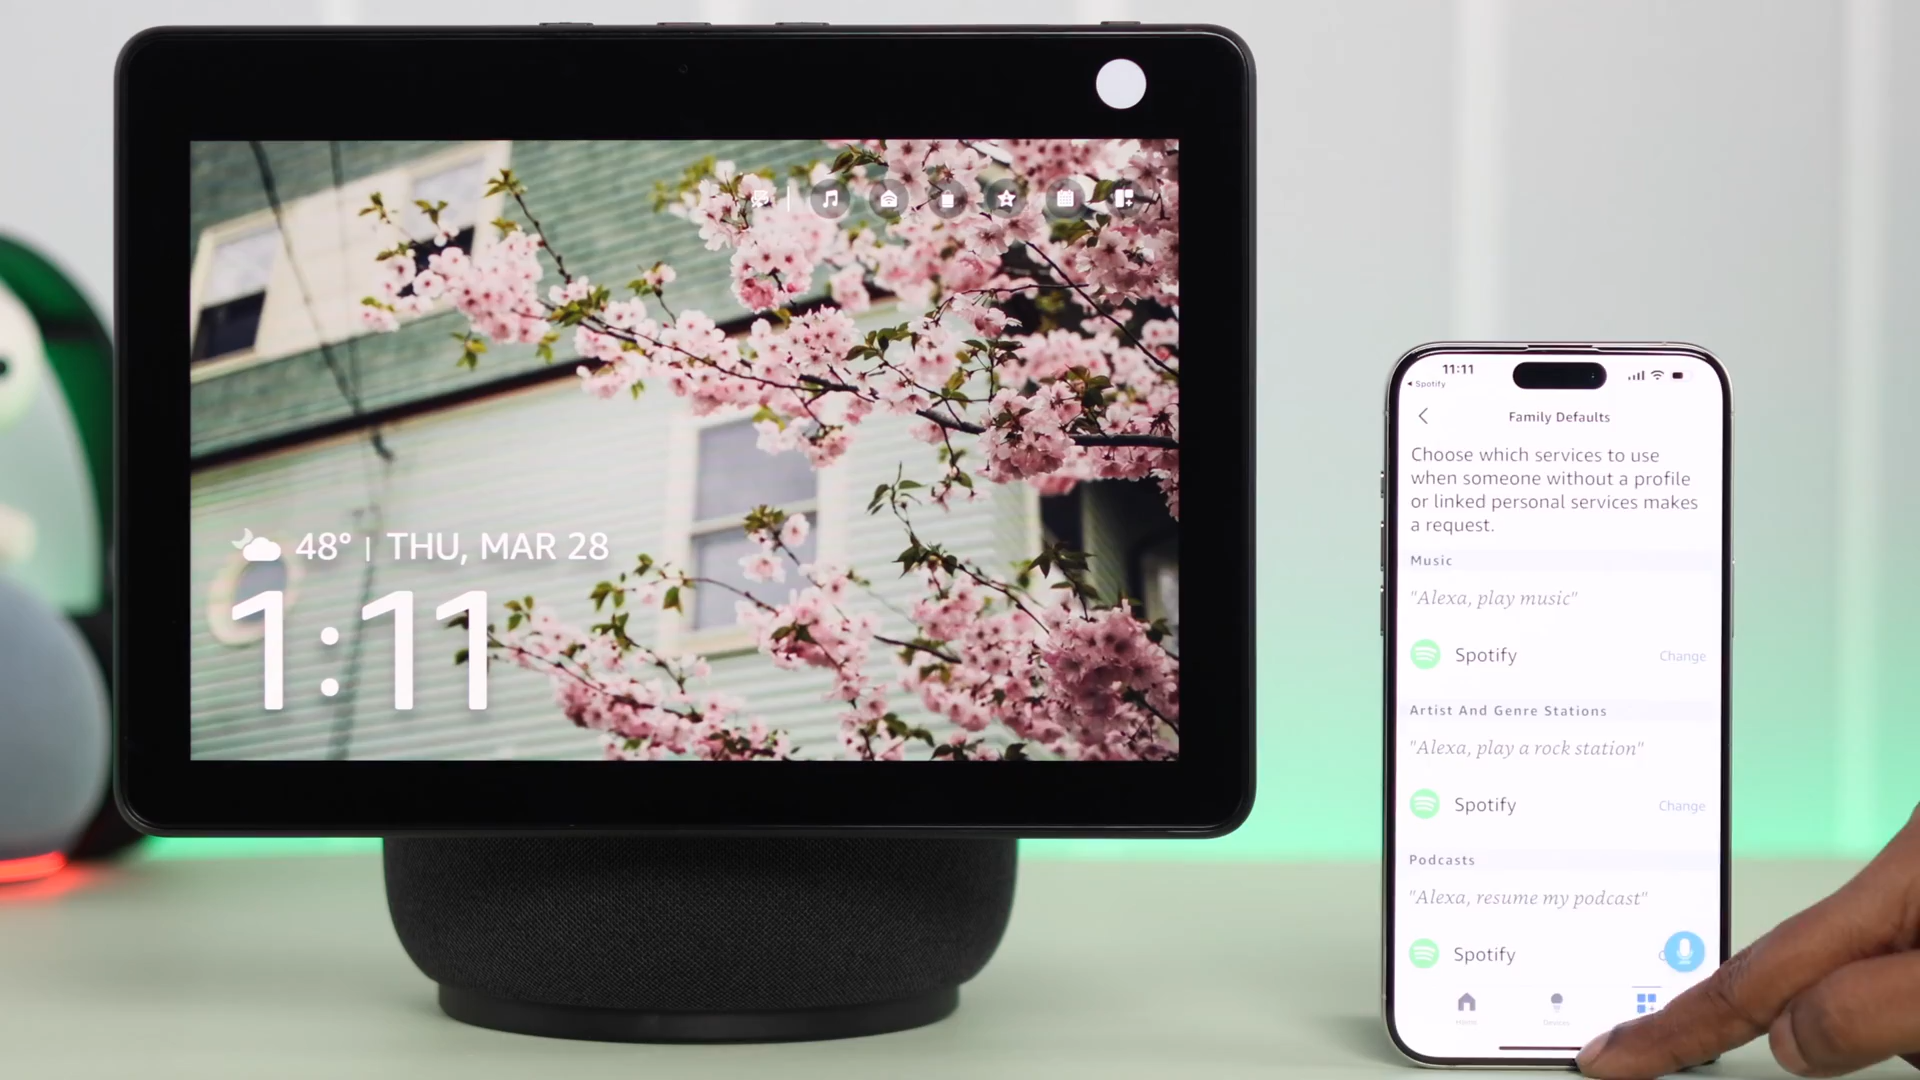 48° | THU, MAR 28
1:11
11:11
Spotify
Family Defaults
Choose which services to use
when someone without a profile
or linked personal services makes
a request.
Music
"Alexa, play music"
Spotify
Change
Artist And Genre Stations
"Alexa, play a rock station"
Spotify
Change
Podcasts
"Alexa, resume my podcast"
Spotify
Home
Devices